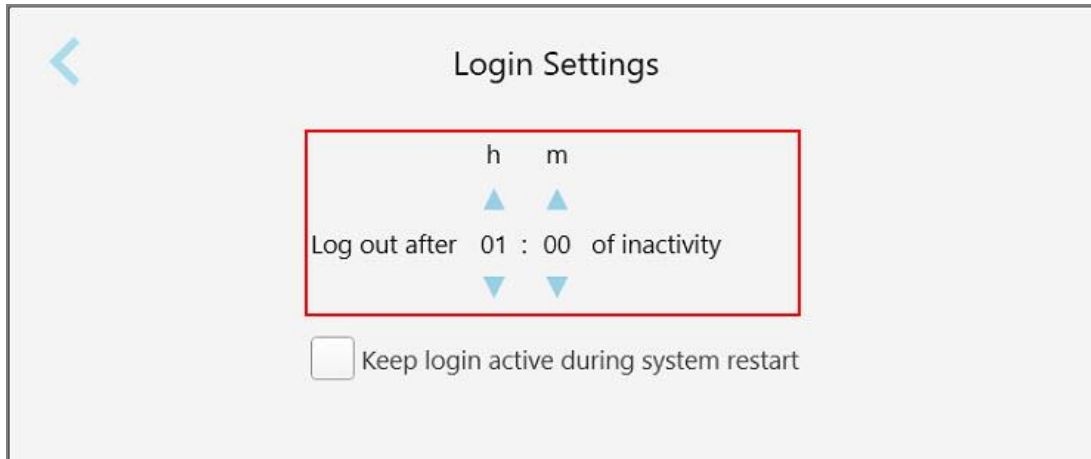 Login Settings
h m
Log out after 01 : 00 of inactivity
Keep login active during system restart